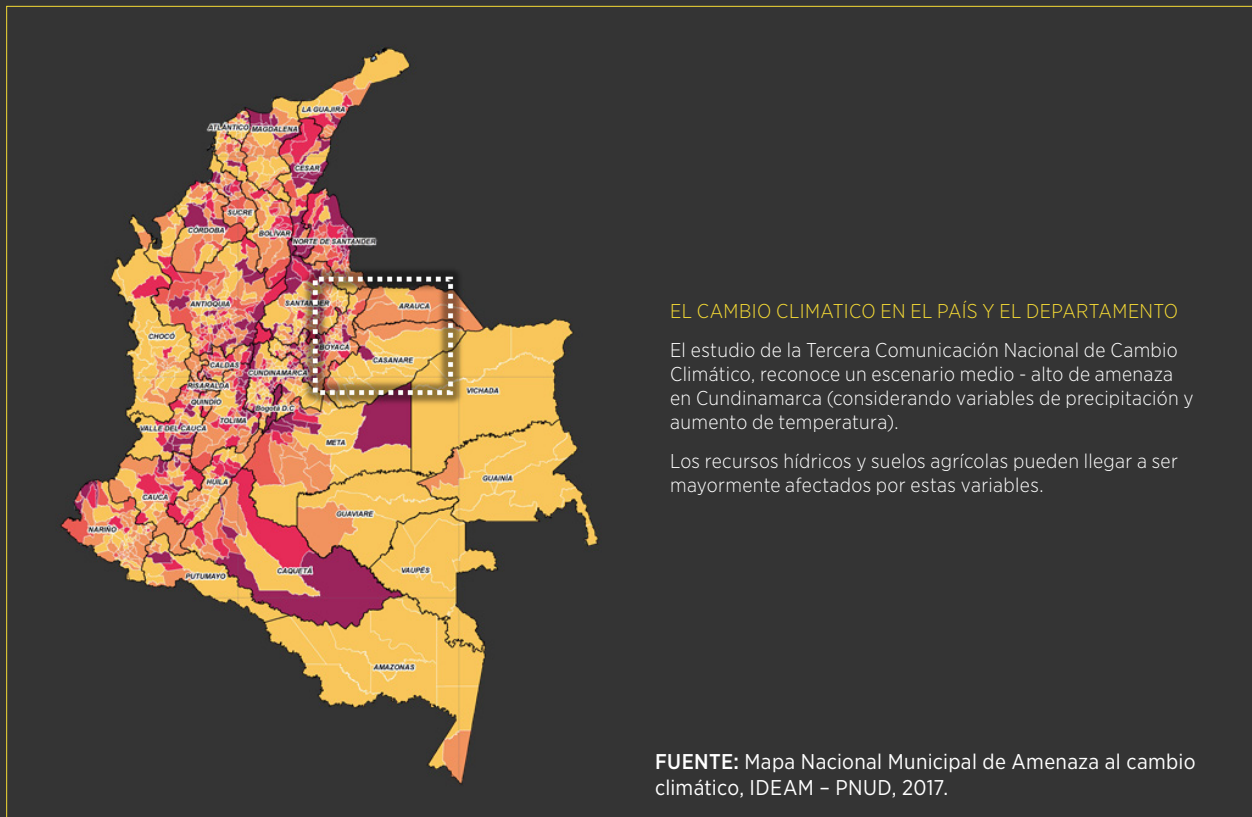 LA GUAJIRA
ATLÁNTICO
MAGDALENA
CESAR
SUCRE
CÓRDOBA
BOLÍVAR
NORTE DE SANTANDER
ANTIOQUIA
SANTANDER
ARAUCA
CHOCÓ
BOYACÁ
CASANARE
CALDAS
CUNDINAMARCA
RISARALDA
VICHADA
QUINDÍO
Bogotá D.C.
TOLIMA
VALLE DEL CAUCA
META
HUILA
GUAINÍA
CAUCA
GUAVIARE
NARIÑO
CAQUETÁ
VAUPÉS
PUTUMAYO
AMAZONAS
EL CAMBIO CLIMATICO EN EL PAÍS Y EL DEPARTAMENTO
El estudio de la Tercera Comunicación Nacional de Cambio
Climático, reconoce un escenario medio - alto de amenaza
en Cundinamarca (considerando variables de precipitación y
aumento de temperatura).
Los recursos hídricos y suelos agrícolas pueden llegar a ser
mayormente afectados por estas variables.
FUENTE: Mapa Nacional Municipal de Amenaza al cambio
climático, IDEAM – PNUD, 2017.